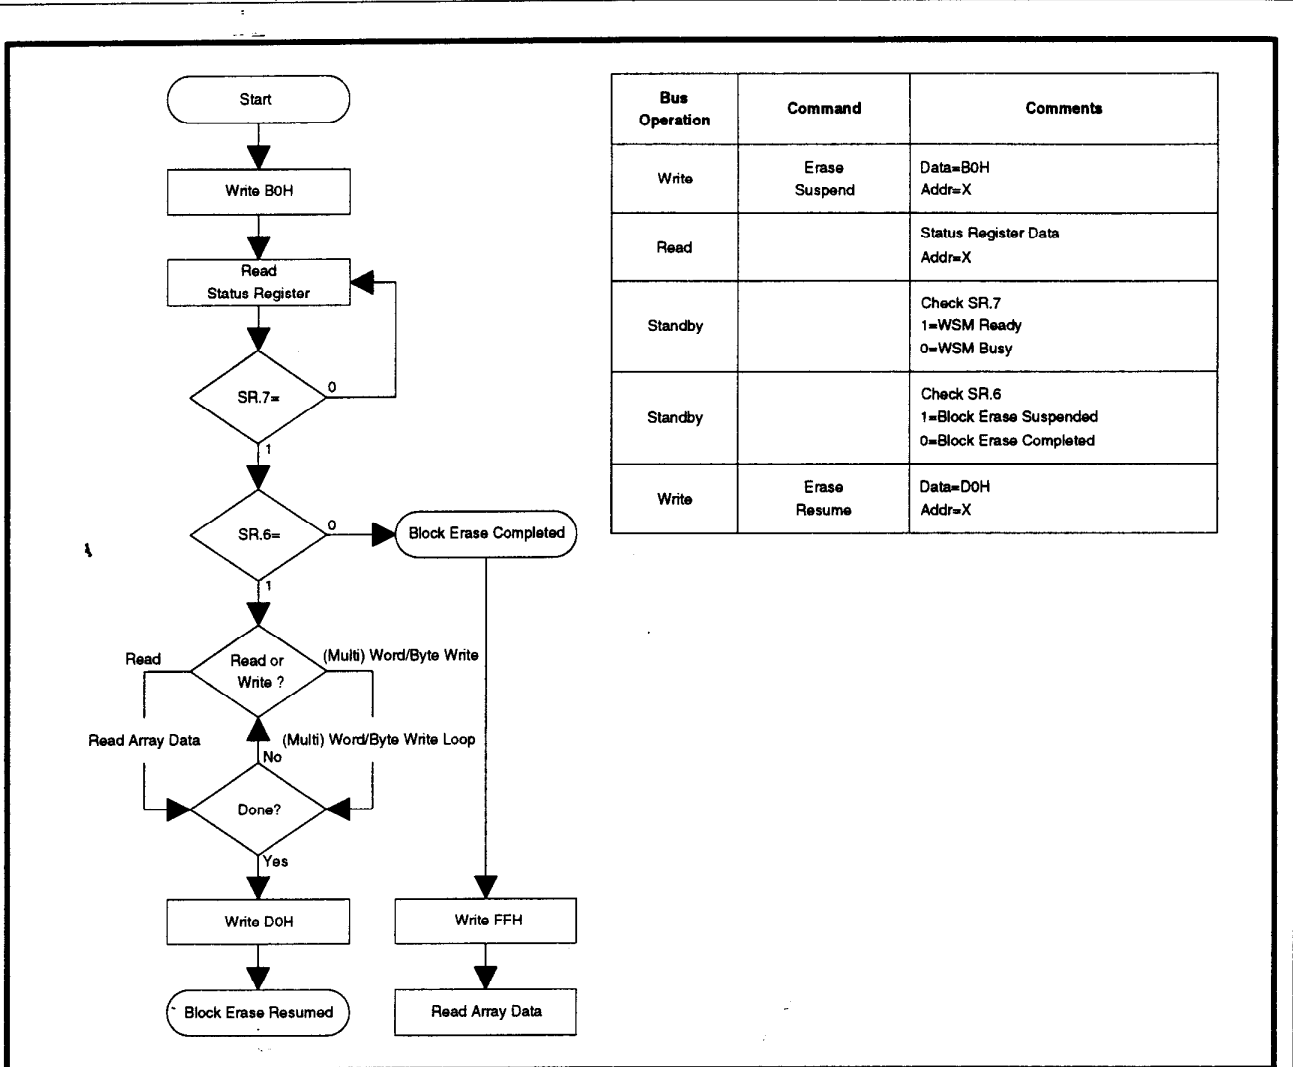 Start
Write B0H
Read
Status Register
SR.7=
0
1
SR.6=
0
Block Erase Completed
1
Read
Read or
Write ?
(Multi) Word/Byte Write
Read Array Data
(Multi) Word/Byte Write Loop
No
Done?
Yes
Write D0H
Write FFH
Block Erase Resumed
Read Array Data
Bus
Operation
Command
Comments
Write
Erase
Suspend
Data=B0H
Addr=X
Read
Status Register Data
Addr=X
Standby
Check SR.7
1=WSM Ready
0=WSM Busy
Standby
Check SR.6
1=Block Erase Suspended
0=Block Erase Completed
Write
Erase
Resume
Data=D0H
Addr=X